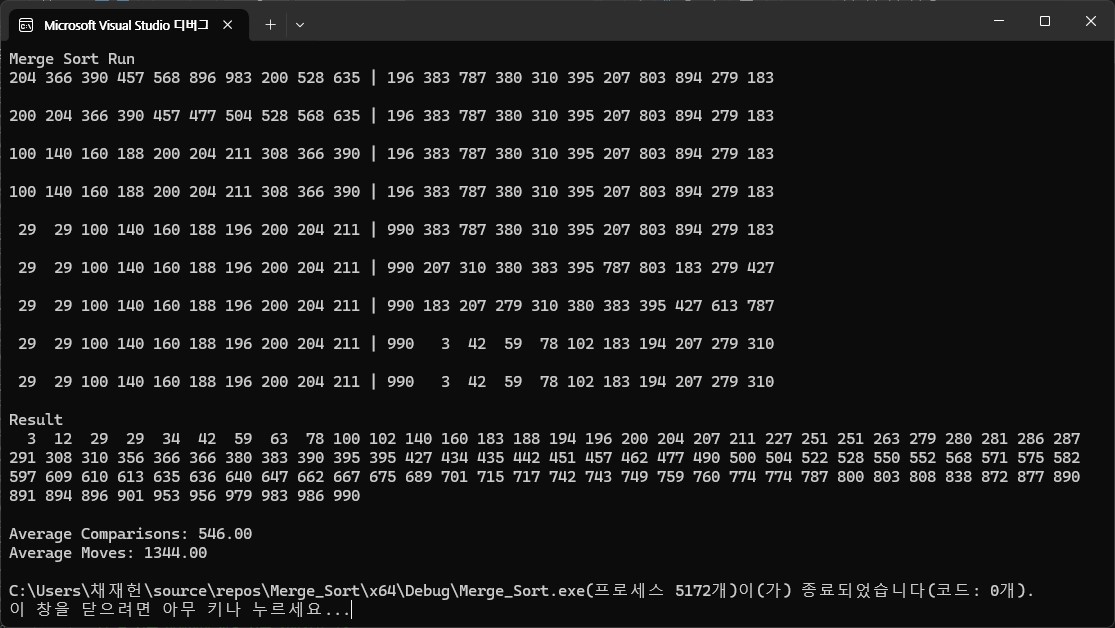 Microsoft Visual Studio 디버그
Merge Sort Run
204 366 390 457 568 896 983 200 528 635 | 196 383 787 380 310 395 207 803 894 279 183
200 204 366 390 457 477 504 528 568 635 | 196 383 787 380 310 395 207 803 894 279 183
100 140 160 188 200 204 211 308 366 390 | 196 383 787 380 310 395 207 803 894 279 183
100 140 160 188 200 204 211 308 366 390 | 196 383 787 380 310 395 207 803 894 279 183
29 29 100 140 160 188 196 200 204 211 | 990 383 787 380 310 395 207 803 894 279 183
29 29 100 140 160 188 196 200 204 211 | 990 207 310 380 383 395 787 803 183 279 427
29 29 100 140 160 188 196 200 204 211 | 990 183 207 279 310 380 383 395 427 613 787
29 29 100 140 160 188 196 200 204 211 | 990 3 42 59 78 102 183 194 207 279 310
29 29 100 140 160 188 196 200 204 211 | 990 3 42 59 78 102 183 194 207 279 310
Result
3 12 29 29 34 42 59 63 78 100 102 140 160 183 188 194 196 200 204 207 211 227 251 251 263 279 280 281 286 287
291 308 310 356 366 366 380 383 390 395 395 427 434 435 442 451 457 462 477 490 500 504 522 528 550 552 568 571 575 582
597 609 610 613 635 636 640 647 662 667 675 689 701 715 717 742 743 749 759 760 774 774 787 800 803 808 838 872 877 890
891 894 896 901 953 956 979 983 986 990
Average Comparisons: 546.00
Average Moves: 1344.00
C:\Users\채재헌\source\repos\Merge_Sort\x64\Debug\Merge_Sort.exe(프로세스 5172개)이(가) 종료되었습니다(코드: 0개).
이 창을 닫으려면 아무 키나 누르세요...